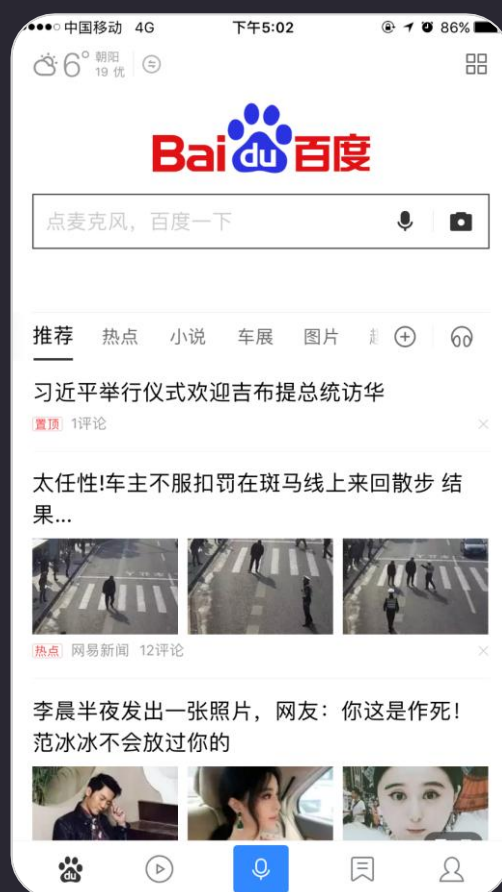 中国移动 4G 下午5:02 86%
6° 朝阳
19 优
Bai du 百度
点麦克风，百度一下
推荐 热点 小说 车展 图片
习近平举行仪式欢迎吉布提总统访华
置顶 1评论
太任性!车主不服扣罚在斑马线上来回散步 结
果...
热点 网易新闻 12评论
李晨半夜发出一张照片，网友：你这是作死！
范冰冰不会放过你的
du